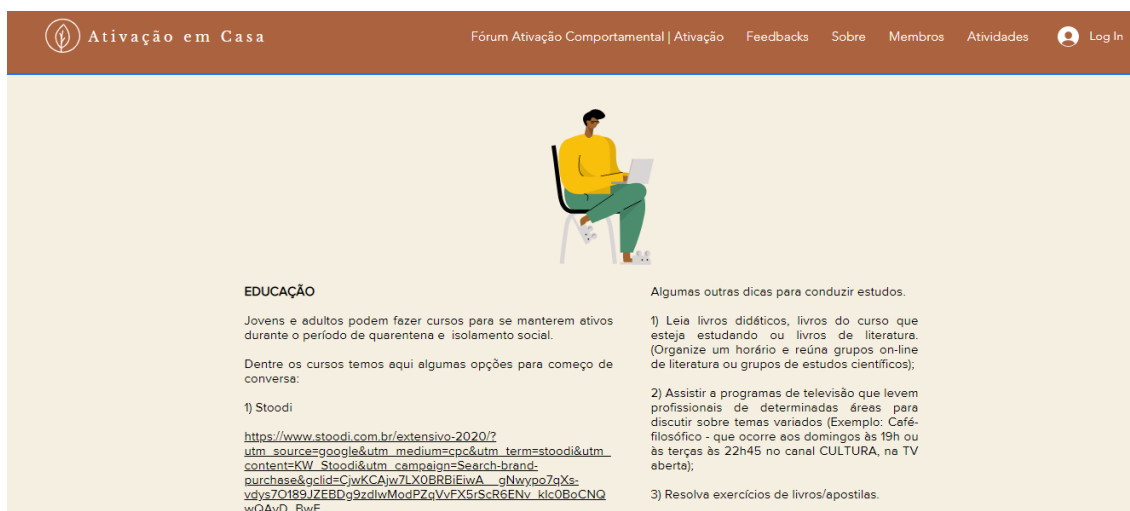 Ativação em Casa
Fórum Ativação Comportamental | Ativação Feedbacks Sobre Membros Atividades Log In
EDUCAÇÃO
Jovens e adultos podem fazer cursos para se manterem ativos
durante o período de quarentena e isolamento social.
Dentre os cursos temos aqui algumas opções para começo de
conversa:
1) Stoodi
https://www.stoodi.com.br/extensivo-2020/?
utm_source=google&utm_medium=cpc&utm_term=stoodi&utm_
content=KW_Stoodi&utm_campaign=Search-brand-
purchase&gclid=CjwKCAjw7LX0BRBiEiwA__gNwypo7qXs-
vdys7O189JZEBDg9zdIwModPZqVvFX5rScR6ENv_klc0BoCNQ
wQAvD_BwE
Algumas outras dicas para conduzir estudos.
1) Leia livros didáticos, livros do curso que
esteja estudando ou livros de literatura.
(Organize um horário e reúna grupos on-line
de literatura ou grupos de estudos científicos);
2) Assistir a programas de televisão que levem
profissionais de determinadas áreas para
discutir sobre temas variados (Exemplo: Café-
filosófico - que ocorre aos domingos às 19h ou
às terças às 22h45 no canal CULTURA, na TV
aberta);
3) Resolva exercícios de livros/apostilas.